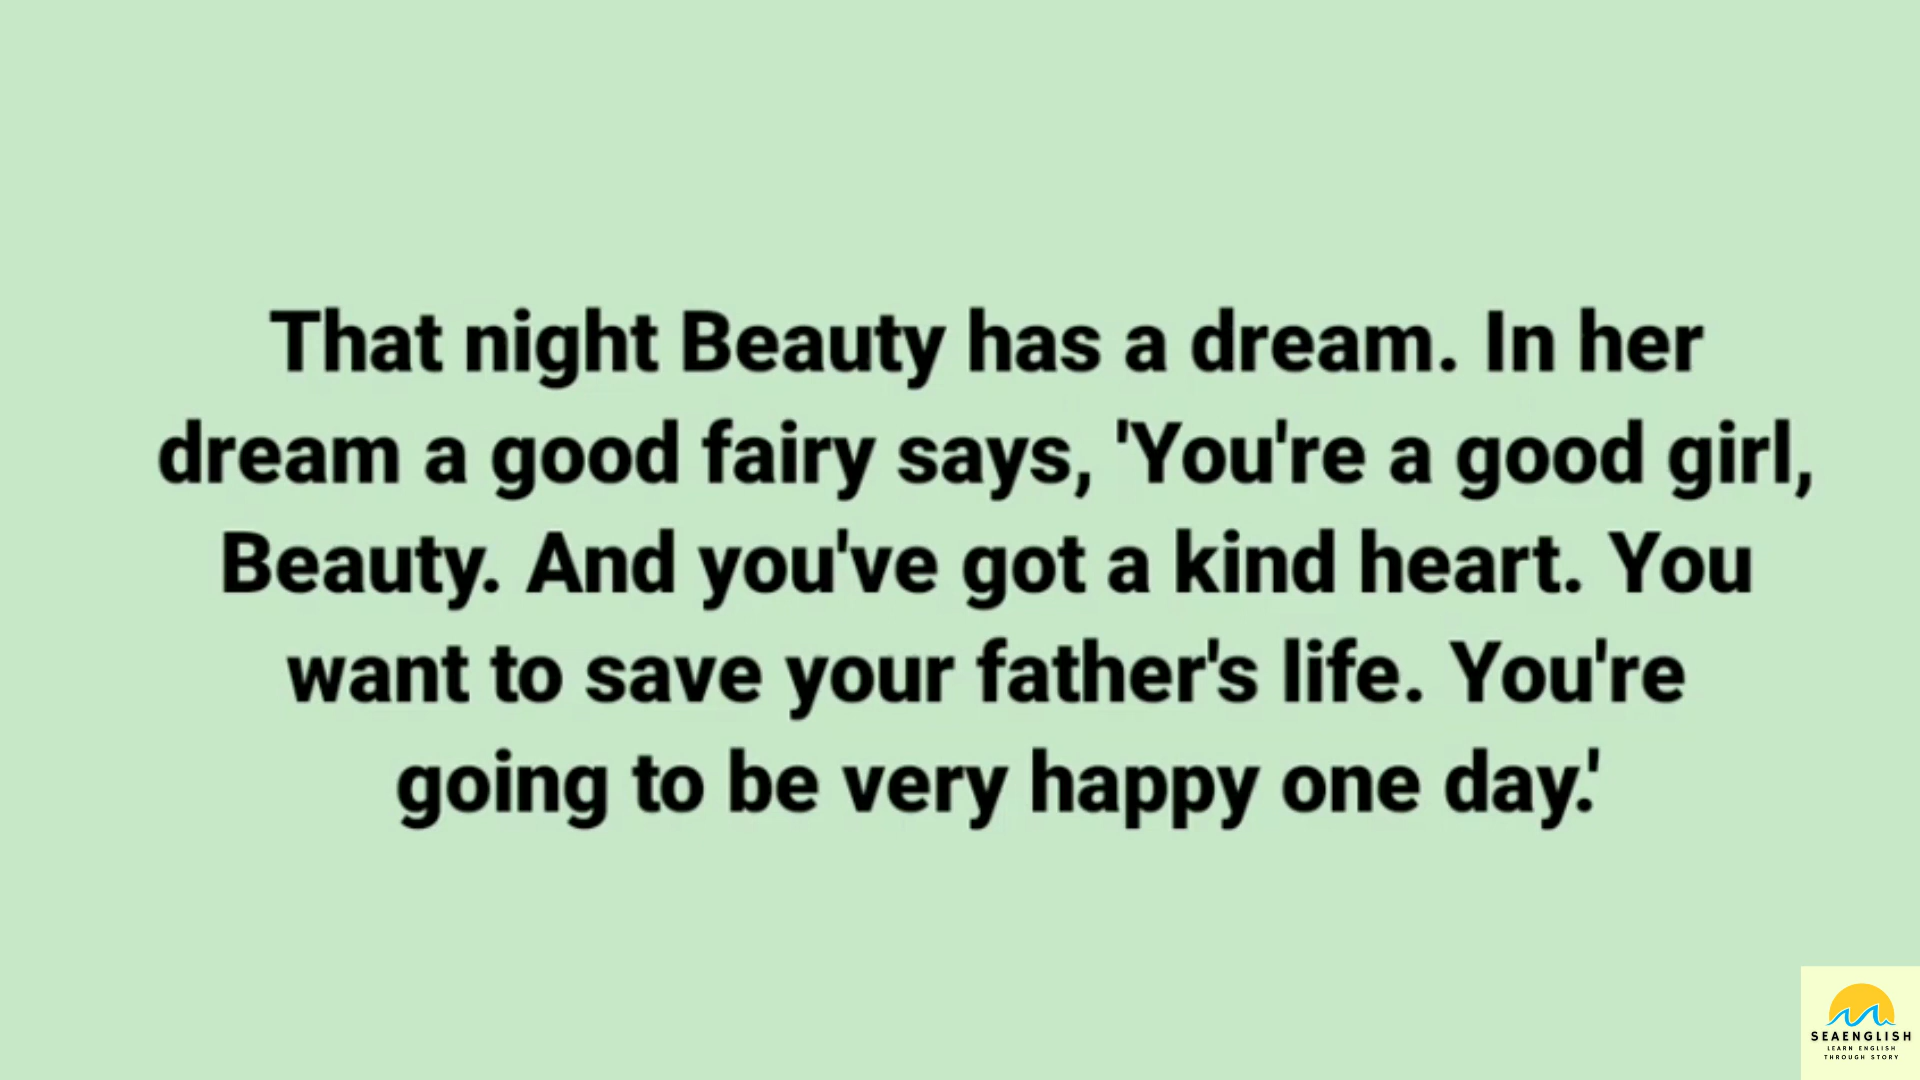 That night Beauty has a dream. In her
dream a good fairy says, 'You're a good girl,
Beauty. And you've got a kind heart. You
want to save your father's life. You're
going to be very happy one day.'
SEAENGLISH
LEARN ENGLISH
THROUGH STORY